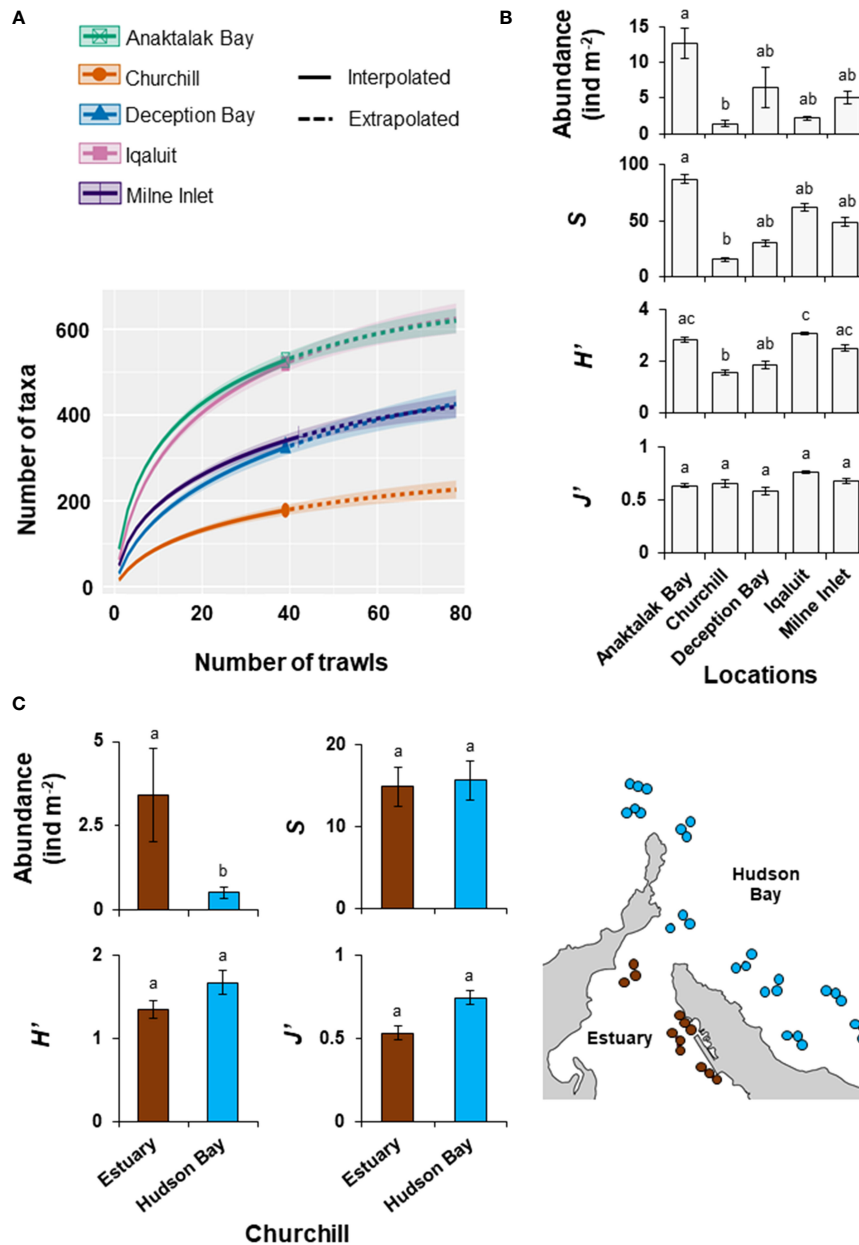 A
Anaktalak Bay
Churchill
Deception Bay
Iqaluit
Milne Inlet
Interpolated
Extrapolated
Number of taxa
600
400
200
0
0
20
40
60
80
Number of trawls
B
Abundance
(ind m⁻²)
15
10
5
0
a
b
ab
ab
ab
S
100
50
0
a
b
ab
ab
ab
H'
4
2
0
ac
b
ab
c
ac
J'
1
0.5
0
a
a
a
a
a
Anaktalak Bay
Churchill
Deception Bay
Iqaluit
Milne Inlet
Locations
C
Abundance
(ind m⁻²)
5
2.5
0
a
b
S
20
10
0
a
a
H'
2
1
0
a
a
Estuary
Hudson Bay
J'
1
0.5
0
a
a
Estuary
Hudson Bay
Churchill
Hudson
Bay
Estuary